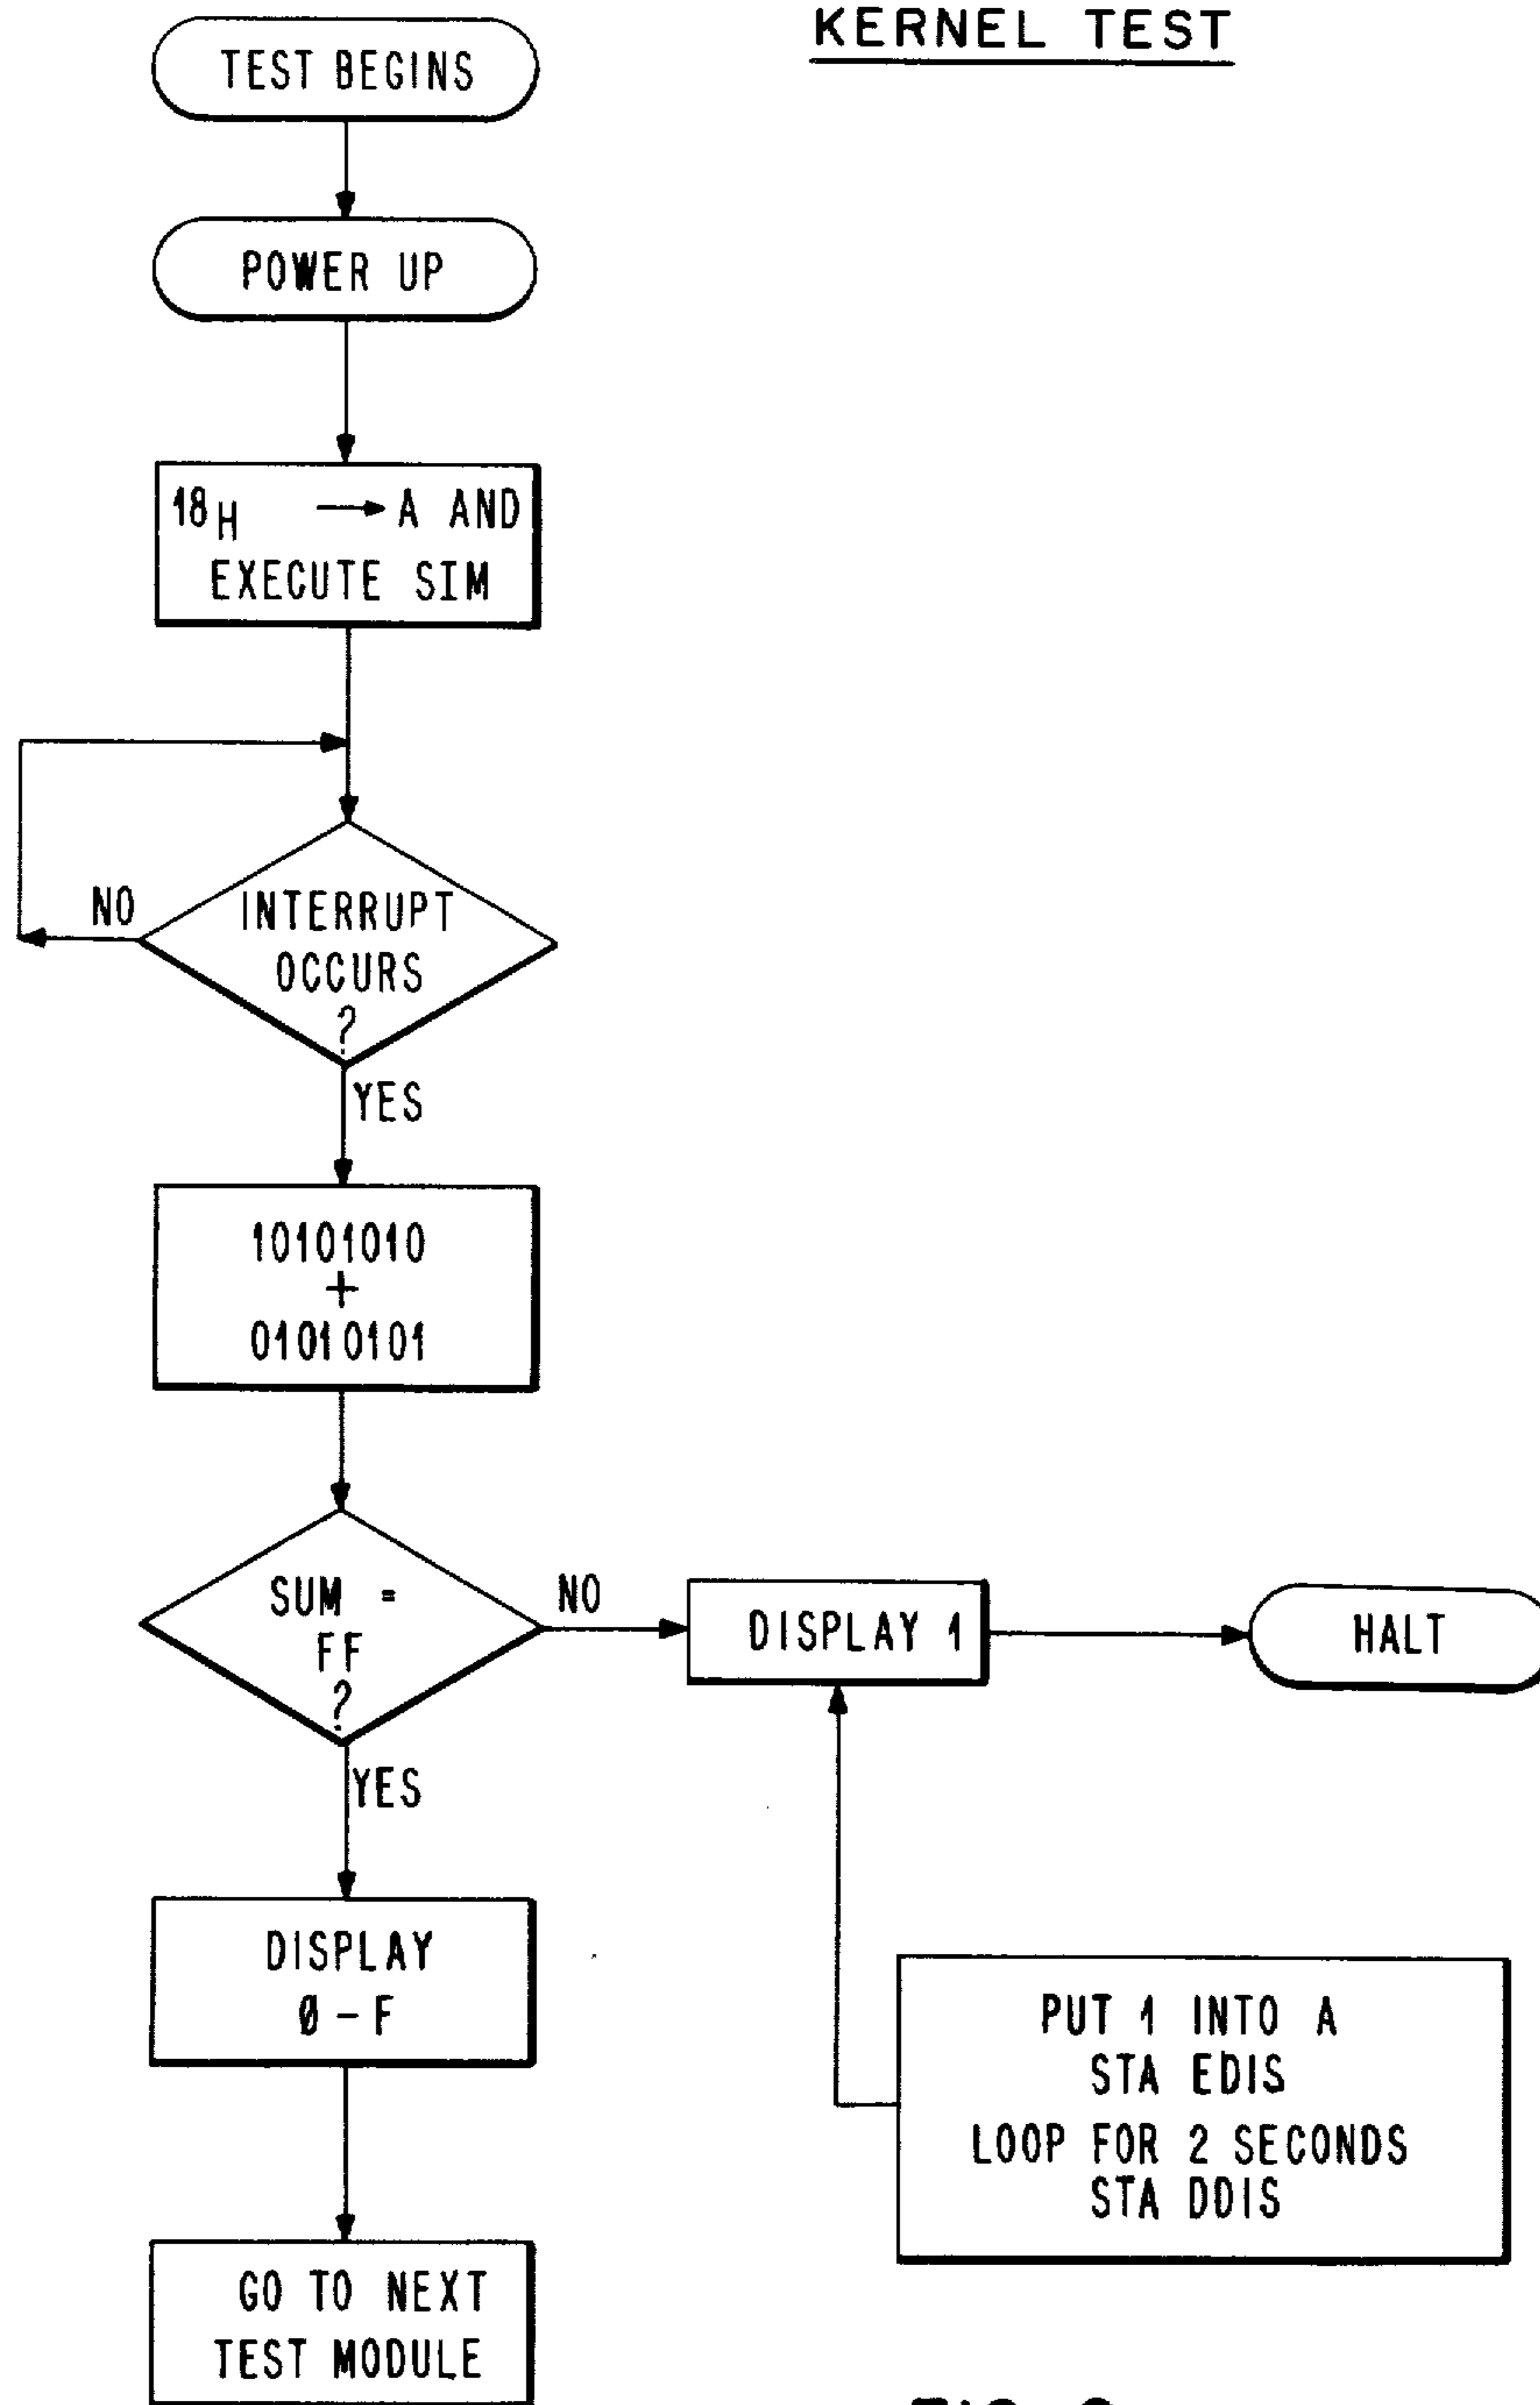 KERNEL TEST
TEST BEGINS
POWER UP
18H → A AND
EXECUTE SIM
NO
INTERRUPT
OCCURS
?
YES
10101010
+
01010101
SUM =
FF
?
NO
DISPLAY 1
HALT
YES
DISPLAY
Ø - F
PUT 1 INTO A
STA EDIS
LOOP FOR 2 SECONDS
STA DDIS
GO TO NEXT
TEST MODULE